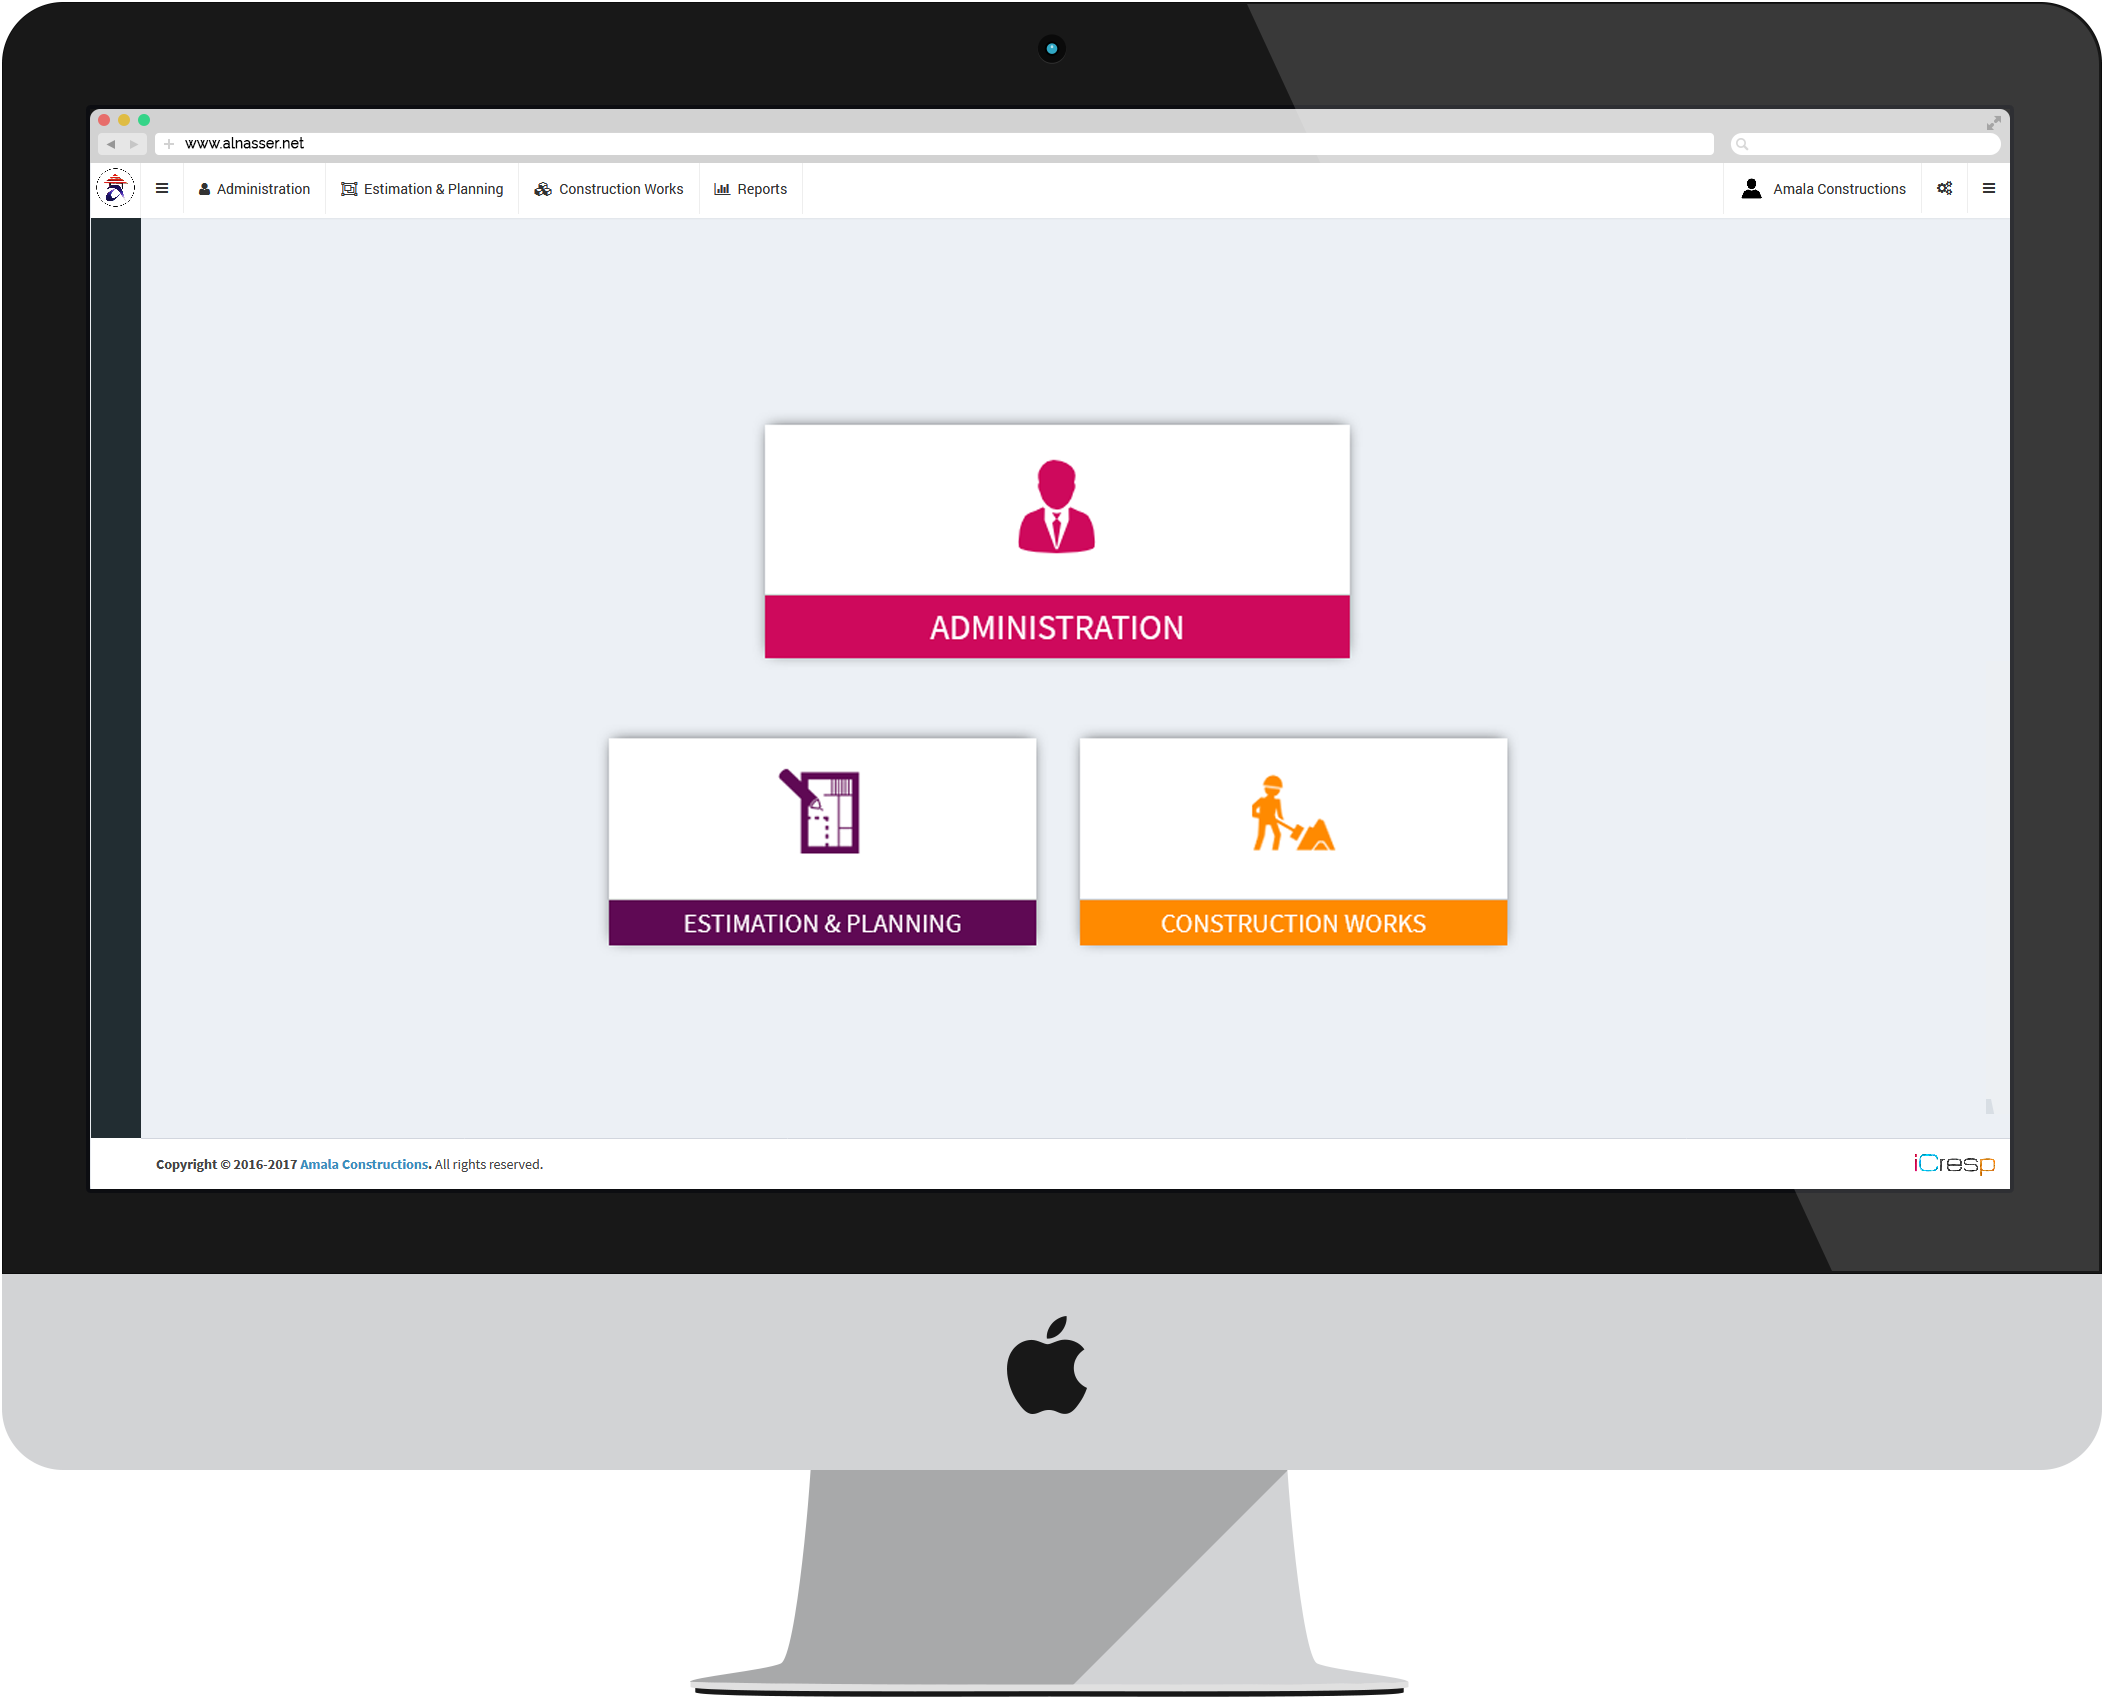 www.alnasser.net
Administration Estimation & Planning Construction Works Reports Amala Constructions
ADMINISTRATION
ESTIMATION & PLANNING CONSTRUCTION WORKS
Copyright © 2016-2017 Amala Constructions. All rights reserved.
iCresp